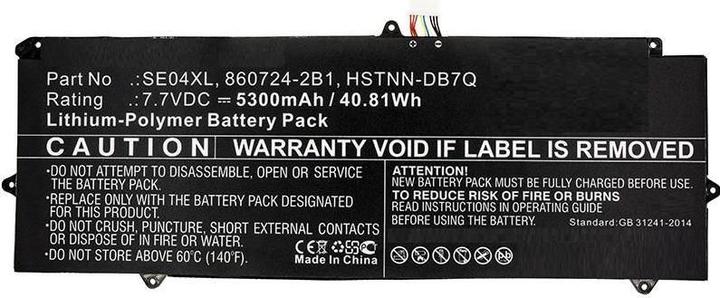 + −
Part No .:SE04XL, 860724-2B1, HSTNN-DB7Q
Rating .:7.7VDC ⎓ 5300mAh / 40.81Wh
Lithium-Polymer Battery Pack
CAUTION WARRANTY VOID IF LABEL IS REMOVED
•DO NOT ATTEMPT TO DISASSEMBLE, OPEN OR SERVICE
THE BATTERY PACK.
•REPLACE ONLY WITH THE BATTERY PACK DESIGNATED
FOR THIS PRODUCT.
•DO NOT CRUSH, PUNCTURE, SHORT EXTERNAL CONTACTS
OR DISPOSE OF IN FIRE OR WATER.
•DO NOT STORE ABOVE 60°C (140°F).
ATTENTION!
NEW BATTERY PACK MUST BE FULLY CHARGED BEFORE USE.
TO REDUCE RISK OF FIRE OR BURNS
READ INSTRUCTIONS IN OPERATING GUIDE
BEFORE USING THE BATTERY.
Standard:GB 31241-2014
CE
Made In China